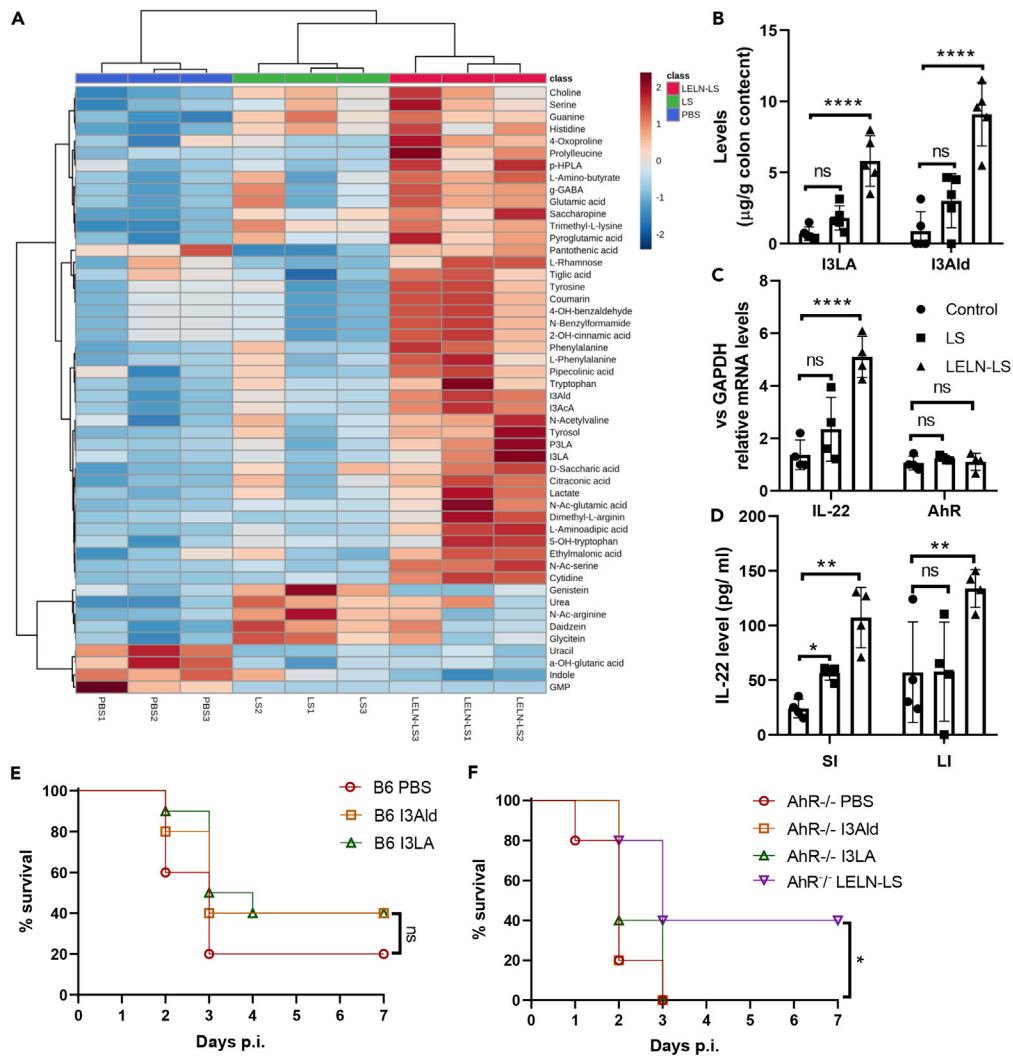 A
class
Choline
Serine
Guanine
Histidine
4-Oxoproline
Prolylleucine
p-HPLA
L-Amino-butyrate
g-GABA
Glutamic acid
Saccharopine
Trimethyl-L-lysine
Pyroglutamic acid
Pantothenic acid
L-Rhamnose
Tiglic acid
Tyrosine
Coumarin
4-OH-benzaldehyde
N-Benzylformamide
2-OH-cinnamic acid
Phenylalanine
L-Phenylalanine
Pipecolinic acid
Tryptophan
I3Ald
I3AcA
N-Acetylvaline
Tyrosol
P3LA
I3LA
D-Saccharic acid
Citraconic acid
Lactate
N-Ac-glutamic acid
Dimethyl-L-arginin
L-Aminoadipic acid
5-OH-tryptophan
Ethylmalonic acid
N-Ac-serine
Cytidine
Genistein
Urea
N-Ac-arginine
Daidzein
Glycitein
Uracil
a-OH-glutaric acid
Indole
GMP
PBS1
PBS2
PBS3
LS2
LS1
LS3
LELN-LS3
LELN-LS1
LELN-LS2
2
1
0
-1
-2
class
LELN-LS
LS
PBS
B
Levels
(μg/g colon contecnt)
15
10
5
0
ns
****
ns
****
I3LA
I3Ald
C
vs GAPDH
relative mRNA levels
8
6
4
2
0
ns
****
ns
ns
IL-22
AhR
Control
LS
LELN-LS
D
IL-22 level (pg/ ml)
200
150
100
50
0
*
**
ns
**
SI
LI
E
% survival
100
80
60
40
20
0
0 1 2 3 4 5 6 7
Days p.i.
B6 PBS
B6 I3Ald
B6 I3LA
ns
F
% survival
100
80
60
40
20
0
0 1 2 3 4 5 6 7
Days p.i.
AhR-/- PBS
AhR-/- I3Ald
AhR-/- I3LA
AhR⁻/⁻ LELN-LS
*